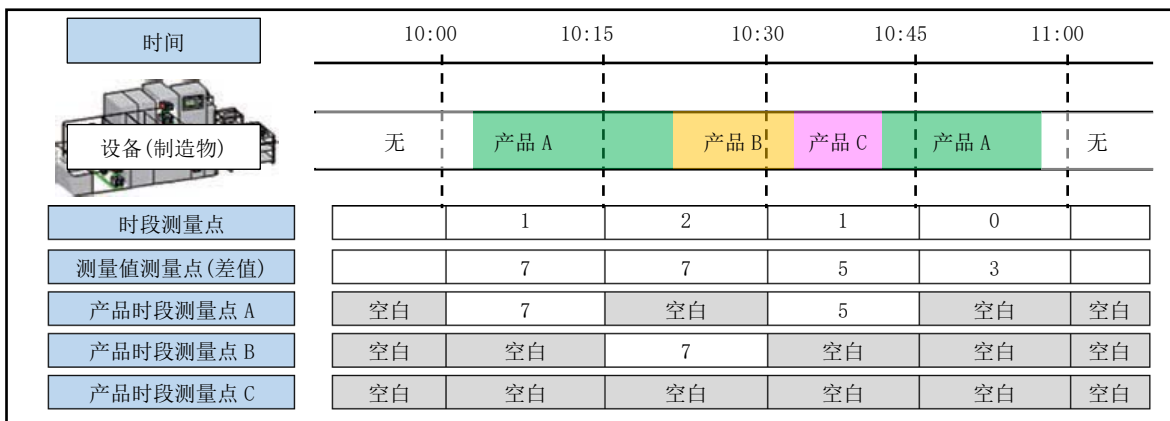 时间
10:00 10:15 10:30 10:45 11:00
设备(制造物)
无 产品 A 产品 B 产品 C 产品 A 无
时段测量点 1 2 1 0
测量值测量点(差值) 7 7 5 3
产品时段测量点 A 空白 7 空白 5 空白 空白
产品时段测量点 B 空白 空白 7 空白 空白 空白
产品时段测量点 C 空白 空白 空白 空白 空白 空白